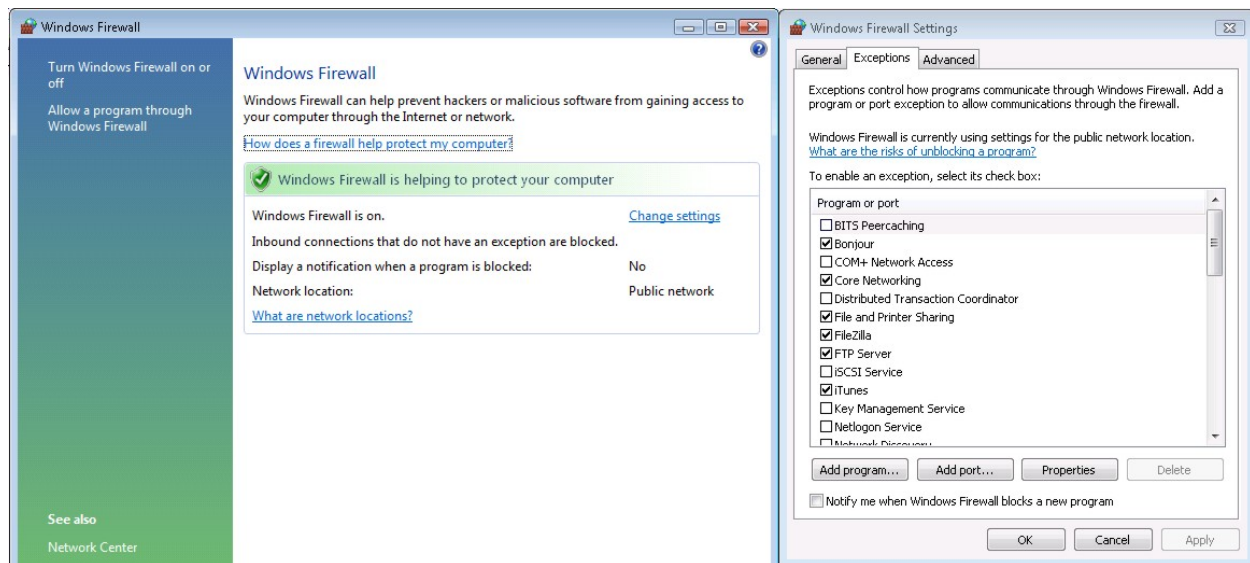 Windows Firewall
Turn Windows Firewall on or
off
Allow a program through
Windows Firewall
See also
Network Center
Windows Firewall
Windows Firewall can help prevent hackers or malicious software from gaining access to
your computer through the Internet or network.
How does a firewall help protect my computer?
Windows Firewall is helping to protect your computer
Windows Firewall is on.
Change settings
Inbound connections that do not have an exception are blocked.
Display a notification when a program is blocked: No
Network location: Public network
What are network locations?
Windows Firewall Settings
General Exceptions Advanced
Exceptions control how programs communicate through Windows Firewall. Add a
program or port exception to allow communications through the firewall.
Windows Firewall is currently using settings for the public network location.
What are the risks of unblocking a program?
To enable an exception, select its check box:
Program or port
BITS Peercaching
Bonjour
COM+ Network Access
Core Networking
Distributed Transaction Coordinator
File and Printer Sharing
FileZilla
FTP Server
iSCSI Service
iTunes
Key Management Service
Netlogon Service
Network Discovery
Add program... Add port... Properties Delete
Notify me when Windows Firewall blocks a new program
OK Cancel Apply